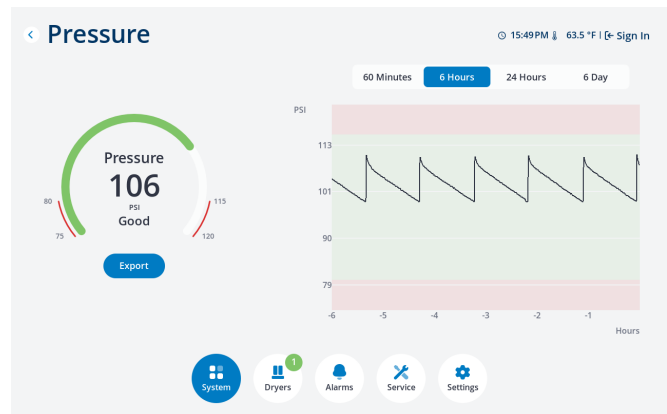 Pressure
15:49 PM 63.5 °F | Sign In
60 Minutes 6 Hours 24 Hours 6 Day
PSI
113
101
90
79
-6 -5 -4 -3 -2 -1
Hours
Pressure
106
PSI
Good
80 115
75 120
Export
1
System Dryers Alarms Service Settings